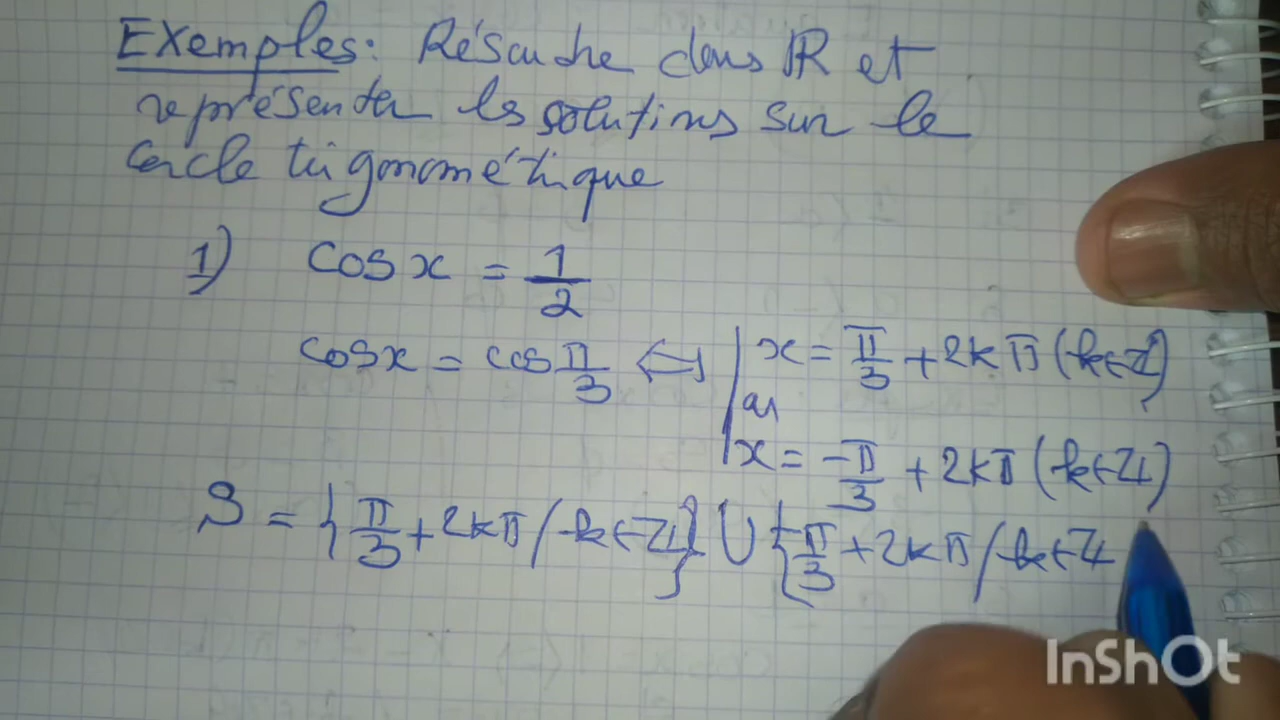 Exemples: Résoudre dans ℝ et
représenter les solutions sur le
cercle trigonométrique
1) cos x = 1/2
cos x = cos π/3 ⟺ | x = π/3 + 2kπ (k∈ℤ)
ou
x = -π/3 + 2kπ (k∈ℤ)
S = {π/3 + 2kπ / k∈ℤ} ∪ {-π/3 + 2kπ / k∈ℤ
InShOt